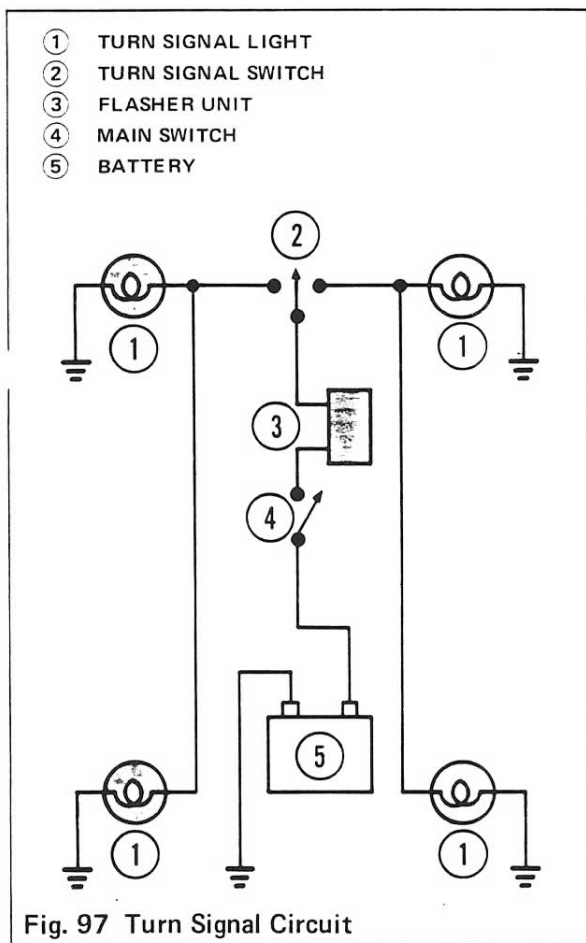 ① TURN SIGNAL LIGHT
② TURN SIGNAL SWITCH
③ FLASHER UNIT
④ MAIN SWITCH
⑤ BATTERY
②
① ①
③
④
⑤
① ①
Fig. 97 Turn Signal Circuit